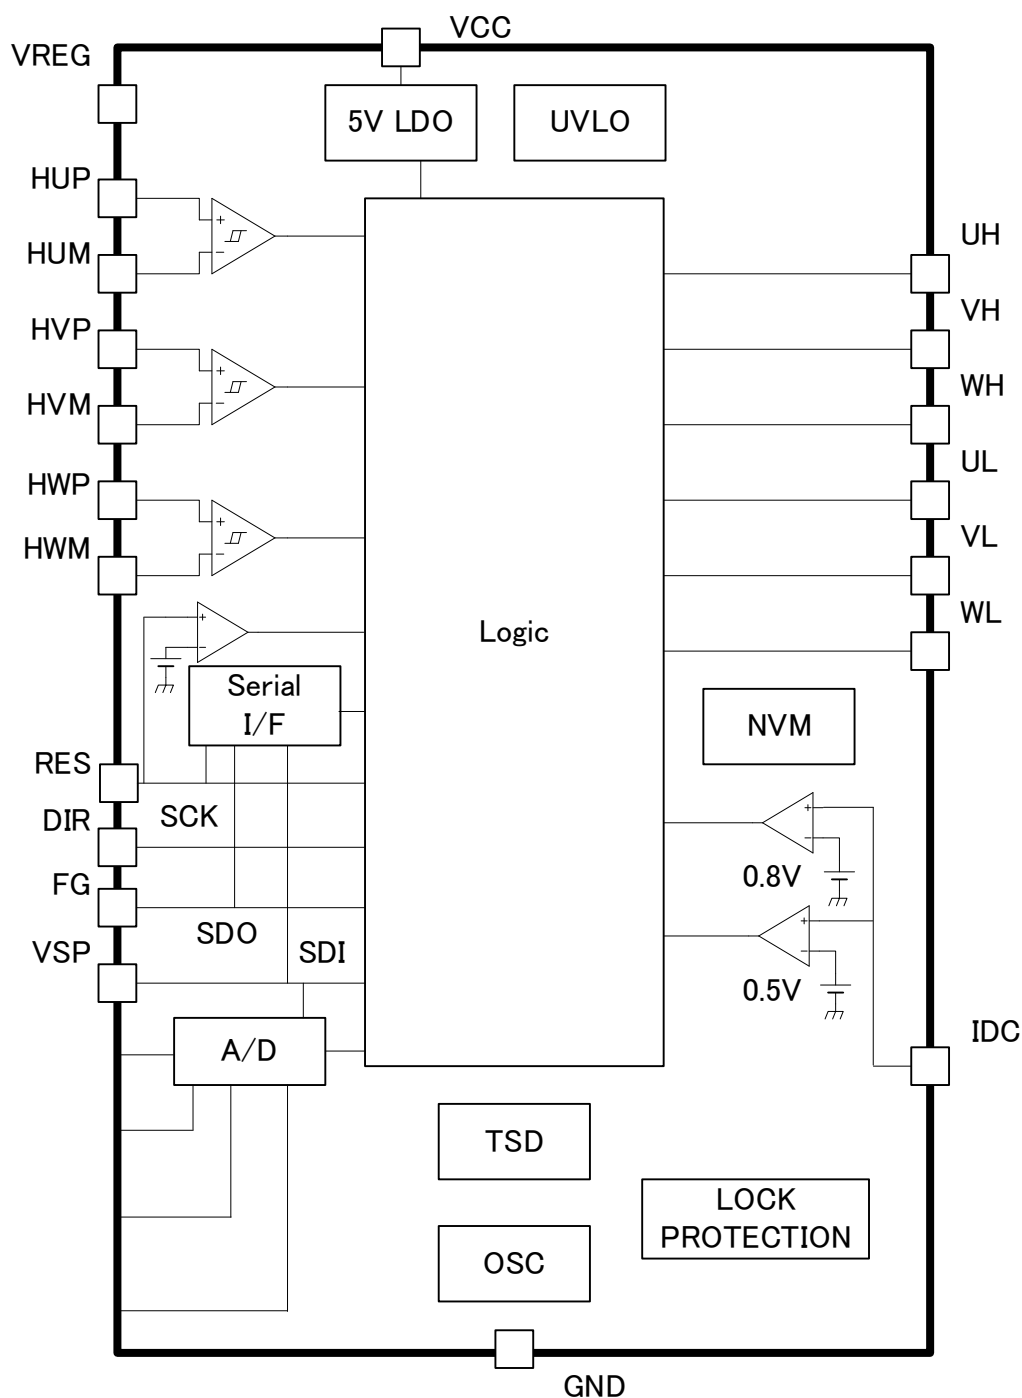 VCC
VREG
5V LDO
UVLO
HUP
HUM
HVP
HVM
HWP
HWM
UH
VH
WH
UL
VL
WL
+
−
+
−
+
−
+
−
Logic
Serial
I/F
NVM
RES
SCK
DIR
FG
SDO
SDI
VSP
+
−
0.8V
+
−
0.5V
A/D
IDC
TSD
LOCK
PROTECTION
OSC
GND